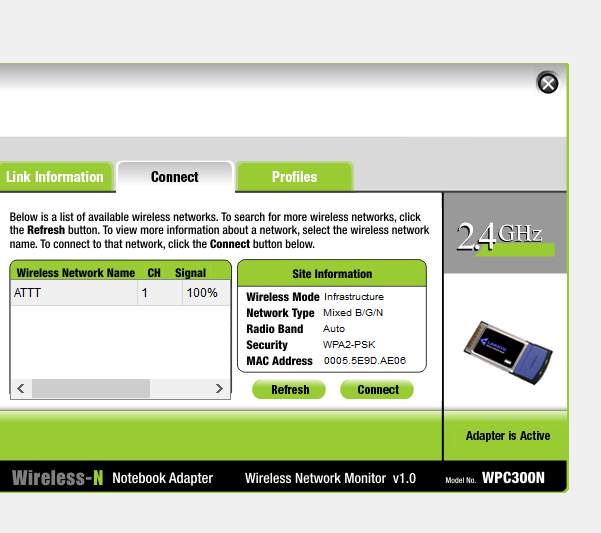 Link Information Connect Profiles
Below is a list of available wireless networks. To search for more wireless networks, click
the Refresh button. To view more information about a network, select the wireless network
name. To connect to that network, click the Connect button below.
2.4GHz
Wireless Network Name CH Signal
ATTT 1 100%
Site Information
Wireless Mode Infrastructure
Network Type Mixed B/G/N
Radio Band Auto
Security WPA2-PSK
MAC Address 0005.5E9D.AE06
Refresh Connect
Adapter is Active
Wireless-N Notebook Adapter Wireless Network Monitor v1.0 Model No. WPC300N